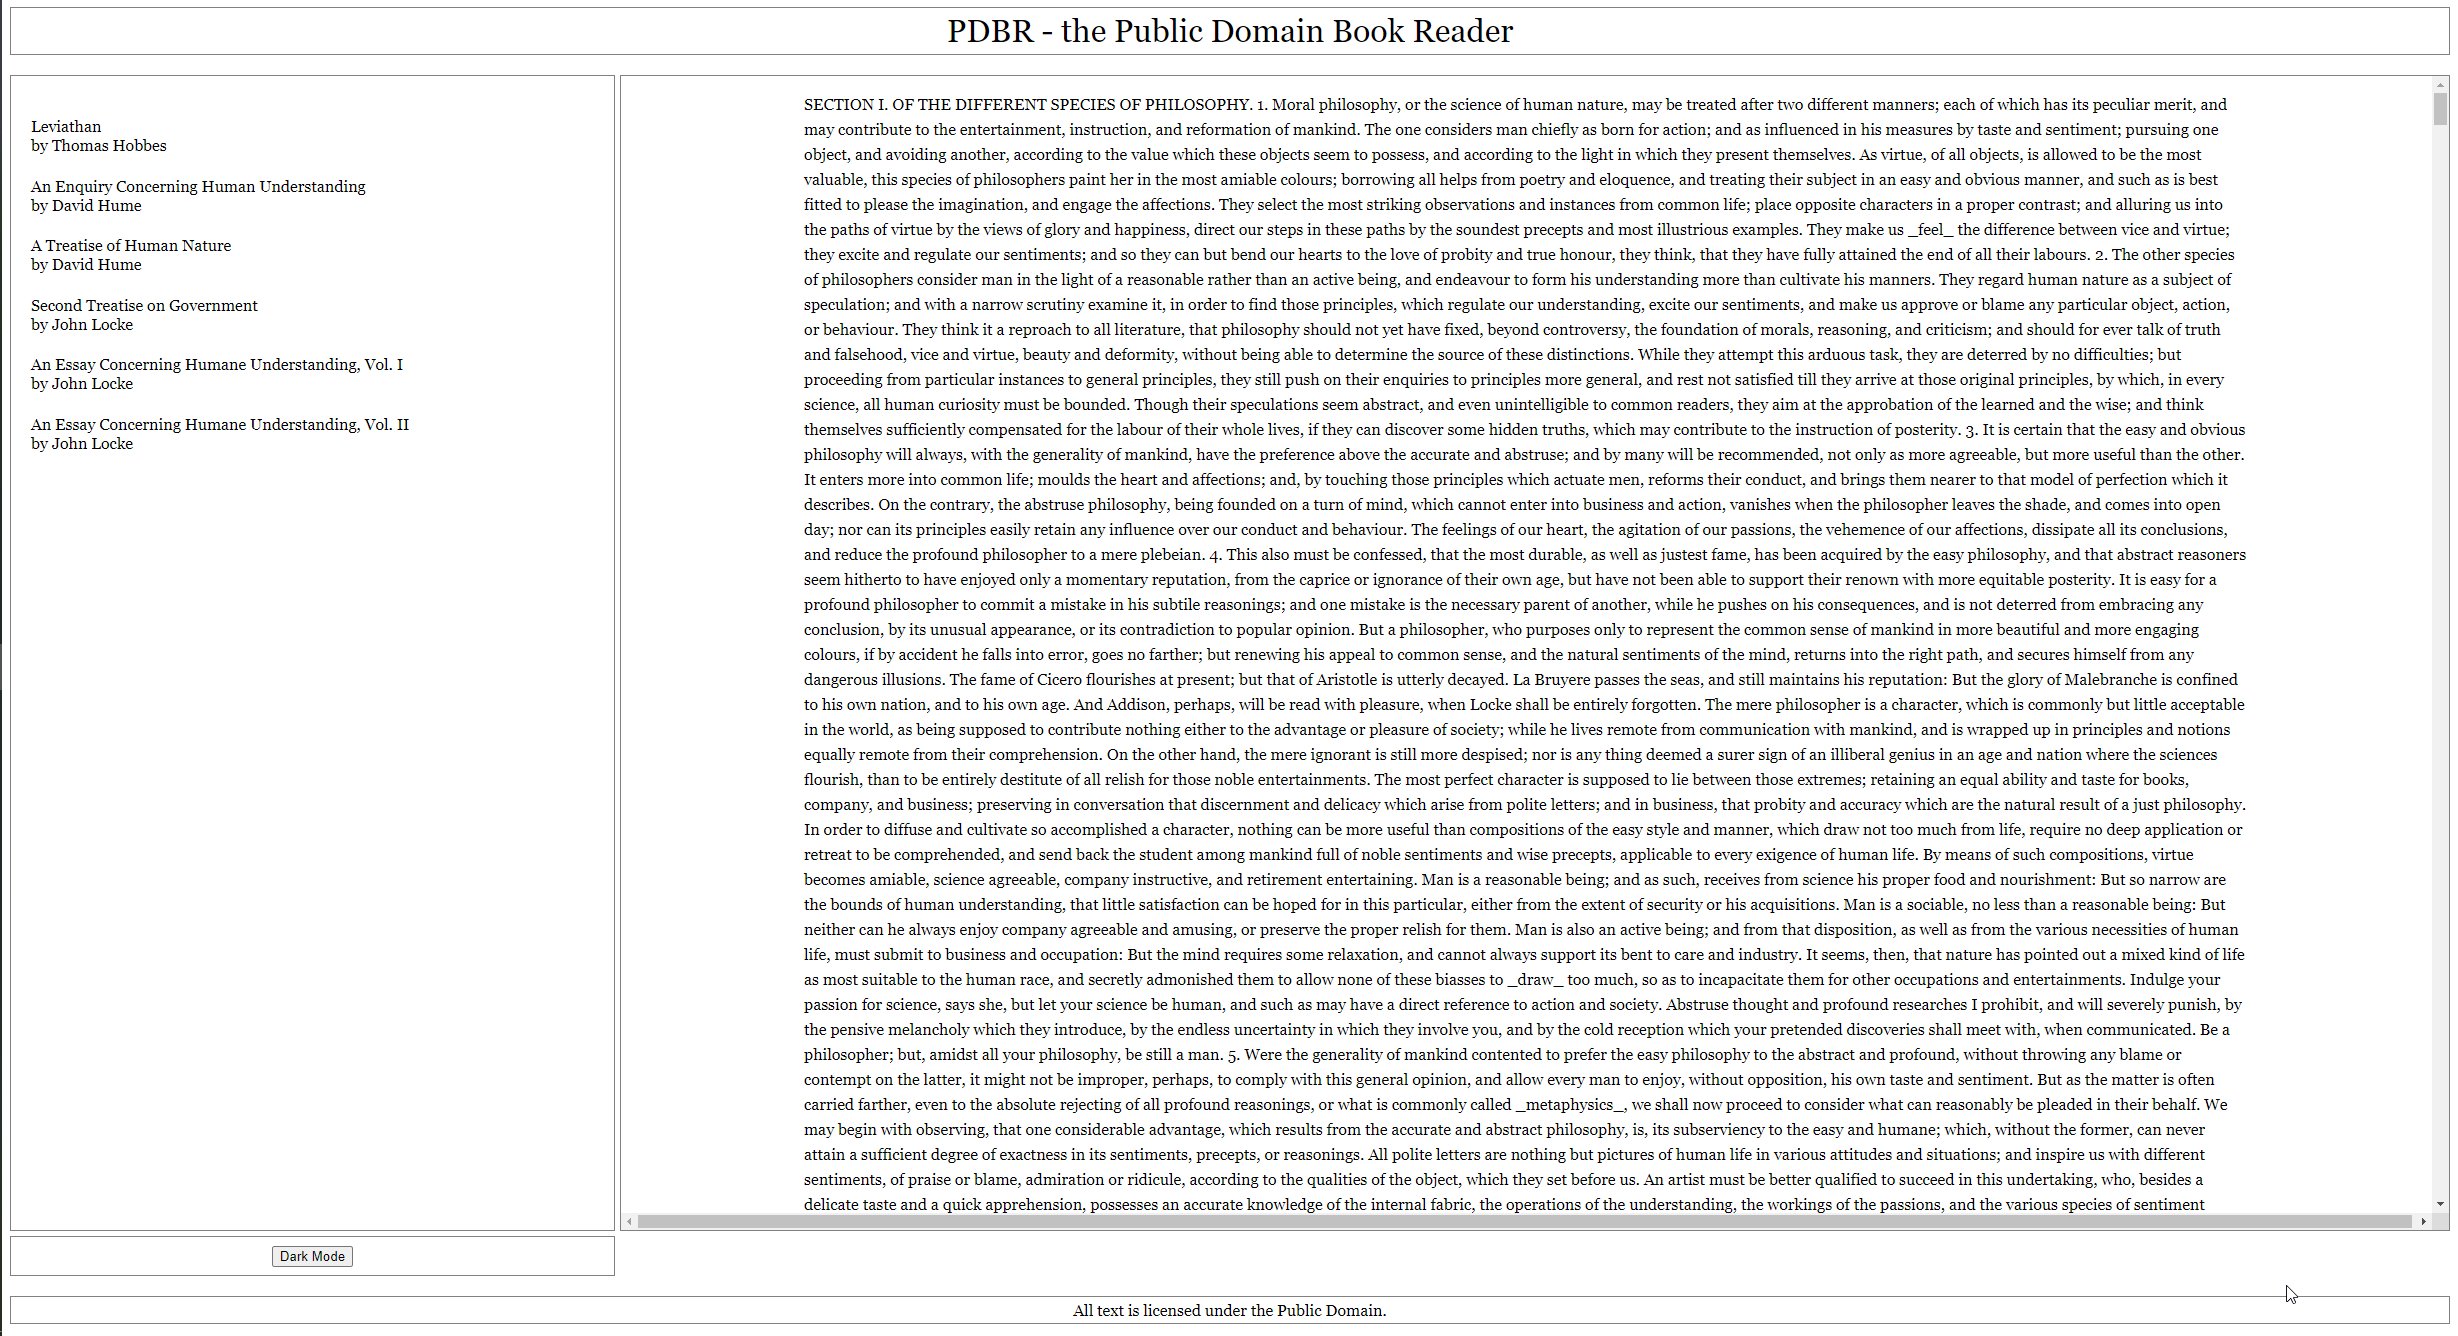 PDBR - the Public Domain Book Reader
Leviathan
by Thomas Hobbes
An Enquiry Concerning Human Understanding
by David Hume
A Treatise of Human Nature
by David Hume
Second Treatise on Government
by John Locke
An Essay Concerning Humane Understanding, Vol. I
by John Locke
An Essay Concerning Humane Understanding, Vol. II
by John Locke
SECTION I. OF THE DIFFERENT SPECIES OF PHILOSOPHY. 1. Moral philosophy, or the science of human nature, may be treated after two different manners; each of which has its peculiar merit, and
may contribute to the entertainment, instruction, and reformation of mankind. The one considers man chiefly as born for action; and as influenced in his measures by taste and sentiment; pursuing one
object, and avoiding another, according to the value which these objects seem to possess, and according to the light in which they present themselves. As virtue, of all objects, is allowed to be the most
valuable, this species of philosophers paint her in the most amiable colours; borrowing all helps from poetry and eloquence, and treating their subject in an easy and obvious manner, and such as is best
fitted to please the imagination, and engage the affections. They select the most striking observations and instances from common life; place opposite characters in a proper contrast; and alluring us into
the paths of virtue by the views of glory and happiness, direct our steps in these paths by the soundest precepts and most illustrious examples. They make us _feel_ the difference between vice and virtue;
they excite and regulate our sentiments; and so they can but bend our hearts to the love of probity and true honour, they think, that they have fully attained the end of all their labours. 2. The other species
of philosophers consider man in the light of a reasonable rather than an active being, and endeavour to form his understanding more than cultivate his manners. They regard human nature as a subject of
speculation; and with a narrow scrutiny examine it, in order to find those principles, which regulate our understanding, excite our sentiments, and make us approve or blame any particular object, action,
or behaviour. They think it a reproach to all literature, that philosophy should not yet have fixed, beyond controversy, the foundation of morals, reasoning, and criticism; and should for ever talk of truth
and falsehood, vice and virtue, beauty and deformity, without being able to determine the source of these distinctions. While they attempt this arduous task, they are deterred by no difficulties; but
proceeding from particular instances to general principles, they still push on their enquiries to principles more general, and rest not satisfied till they arrive at those original principles, by which, in every
science, all human curiosity must be bounded. Though their speculations seem abstract, and even unintelligible to common readers, they aim at the approbation of the learned and the wise; and think
themselves sufficiently compensated for the labour of their whole lives, if they can discover some hidden truths, which may contribute to the instruction of posterity. 3. It is certain that the easy and obvious
philosophy will always, with the generality of mankind, have the preference above the accurate and abstruse; and by many will be recommended, not only as more agreeable, but more useful than the other.
It enters more into common life; moulds the heart and affections; and, by touching those principles which actuate men, reforms their conduct, and brings them nearer to that model of perfection which it
describes. On the contrary, the abstruse philosophy, being founded on a turn of mind, which cannot enter into business and action, vanishes when the philosopher leaves the shade, and comes into open
day; nor can its principles easily retain any influence over our conduct and behaviour. The feelings of our heart, the agitation of our passions, the vehemence of our affections, dissipate all its conclusions,
and reduce the profound philosopher to a mere plebeian. 4. This also must be confessed, that the most durable, as well as justest fame, has been acquired by the easy philosophy, and that abstract reasoners
seem hitherto to have enjoyed only a momentary reputation, from the caprice or ignorance of their own age, but have not been able to support their renown with more equitable posterity. It is easy for a
profound philosopher to commit a mistake in his subtile reasonings; and one mistake is the necessary parent of another, while he pushes on his consequences, and is not deterred from embracing any
conclusion, by its unusual appearance, or its contradiction to popular opinion. But a philosopher, who purposes only to represent the common sense of mankind in more beautiful and more engaging
colours, if by accident he falls into error, goes no farther; but renewing his appeal to common sense, and the natural sentiments of the mind, returns into the right path, and secures himself from any
dangerous illusions. The fame of Cicero flourishes at present; but that of Aristotle is utterly decayed. La Bruyere passes the seas, and still maintains his reputation: But the glory of Malebranche is confined
to his own nation, and to his own age. And Addison, perhaps, will be read with pleasure, when Locke shall be entirely forgotten. The mere philosopher is a character, which is commonly but little acceptable
in the world, as being supposed to contribute nothing either to the advantage or pleasure of society; while he lives remote from communication with mankind, and is wrapped up in principles and notions
equally remote from their comprehension. On the other hand, the mere ignorant is still more despised; nor is any thing deemed a surer sign of an illiberal genius in an age and nation where the sciences
flourish, than to be entirely destitute of all relish for those noble entertainments. The most perfect character is supposed to lie between those extremes; retaining an equal ability and taste for books,
company, and business; preserving in conversation that discernment and delicacy which arise from polite letters; and in business, that probity and accuracy which are the natural result of a just philosophy.
In order to diffuse and cultivate so accomplished a character, nothing can be more useful than compositions of the easy style and manner, which draw not too much from life, require no deep application or
retreat to be comprehended, and send back the student among mankind full of noble sentiments and wise precepts, applicable to every exigence of human life. By means of such compositions, virtue
becomes amiable, science agreeable, company instructive, and retirement entertaining. Man is a reasonable being; and as such, receives from science his proper food and nourishment: But so narrow are
the bounds of human understanding, that little satisfaction can be hoped for in this particular, either from the extent of security or his acquisitions. Man is a sociable, no less than a reasonable being: But
neither can he always enjoy company agreeable and amusing, or preserve the proper relish for them. Man is also an active being; and from that disposition, as well as from the various necessities of human
life, must submit to business and occupation: But the mind requires some relaxation, and cannot always support its bent to care and industry. It seems, then, that nature has pointed out a mixed kind of life
as most suitable to the human race, and secretly admonished them to allow none of these biasses to _draw_ too much, so as to incapacitate them for other occupations and entertainments. Indulge your
passion for science, says she, but let your science be human, and such as may have a direct reference to action and society. Abstruse thought and profound researches I prohibit, and will severely punish, by
the pensive melancholy which they introduce, by the endless uncertainty in which they involve you, and by the cold reception which your pretended discoveries shall meet with, when communicated. Be a
philosopher; but, amidst all your philosophy, be still a man. 5. Were the generality of mankind contented to prefer the easy philosophy to the abstract and profound, without throwing any blame or
contempt on the latter, it might not be improper, perhaps, to comply with this general opinion, and allow every man to enjoy, without opposition, his own taste and sentiment. But as the matter is often
carried farther, even to the absolute rejecting of all profound reasonings, or what is commonly called _metaphysics_, we shall now proceed to consider what can reasonably be pleaded in their behalf. We
may begin with observing, that one considerable advantage, which results from the accurate and abstract philosophy, is, its subserviency to the easy and humane; which, without the former, can never
attain a sufficient degree of exactness in its sentiments, precepts, or reasonings. All polite letters are nothing but pictures of human life in various attitudes and situations; and inspire us with different
sentiments, of praise or blame, admiration or ridicule, according to the qualities of the object, which they set before us. An artist must be better qualified to succeed in this undertaking, who, besides a
delicate taste and a quick apprehension, possesses an accurate knowledge of the internal fabric, the operations of the understanding, the workings of the passions, and the various species of sentiment
Dark Mode
All text is licensed under the Public Domain.